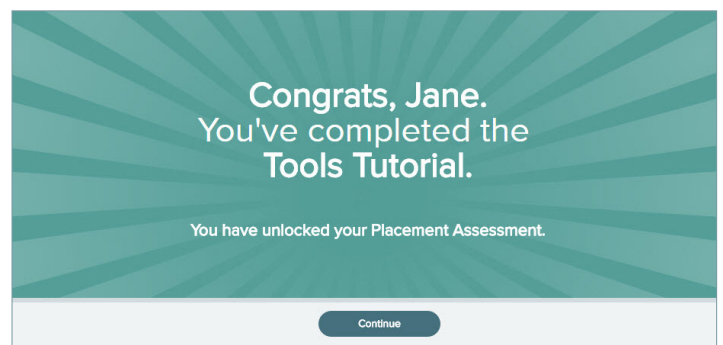 Congrats, Jane.
You've completed the
Tools Tutorial.
You have unlocked your Placement Assessment.
Continue